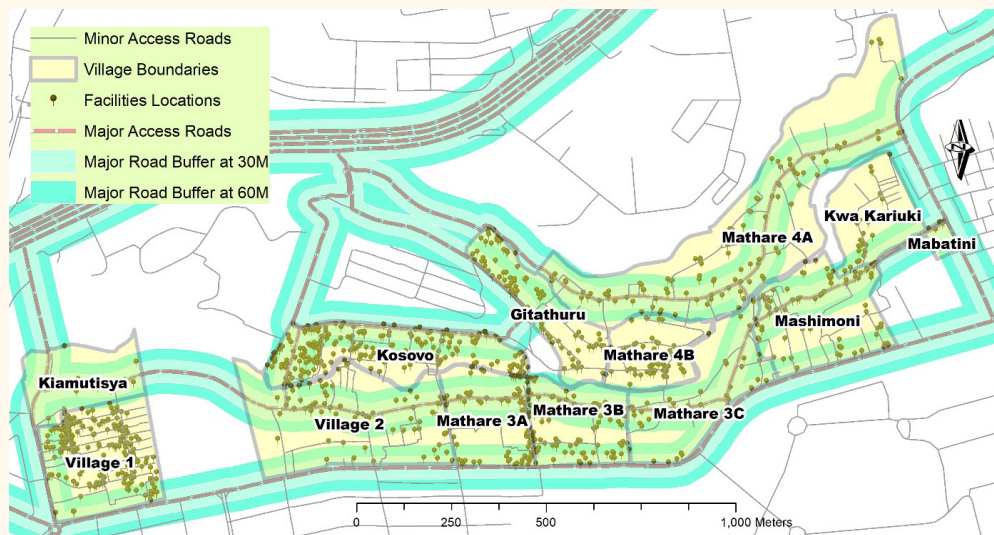 Minor Access Roads
Village Boundaries
Facilities Locations
Major Access Roads
Major Road Buffer at 30M
Major Road Buffer at 60M
Kwa Kariuki
Mathare 4A
Mabatini
Gitathuru
Mashimoni
Kosovo
Mathare 4B
Kiamutisya
Mathare 3B
Mathare 3C
Village 2
Mathare 3A
Village 1
0 250 500 1,000 Meters